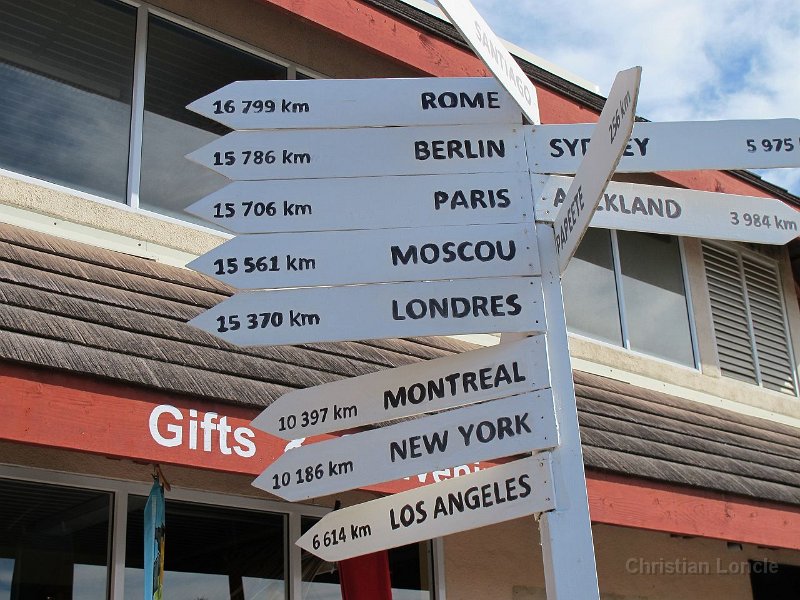 SANTIAGO
16 799 km ROME
15 786 km BERLIN
SYDNEY 5 975
15 706 km PARIS
AUCKLAND 3 984 km
PAPEETE 256 km
15 561 km MOSCOU
15 370 km LONDRES
10 397 km MONTREAL
10 186 km NEW YORK
6 614 km LOS ANGELES
Gifts &
Christian Loncle